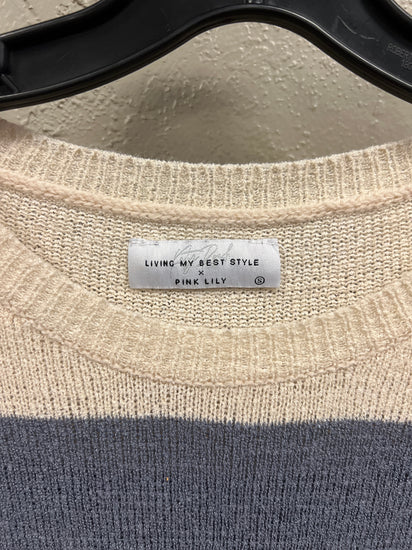 LIVING MY BEST STYLE
×
PINK LILY Ⓢ